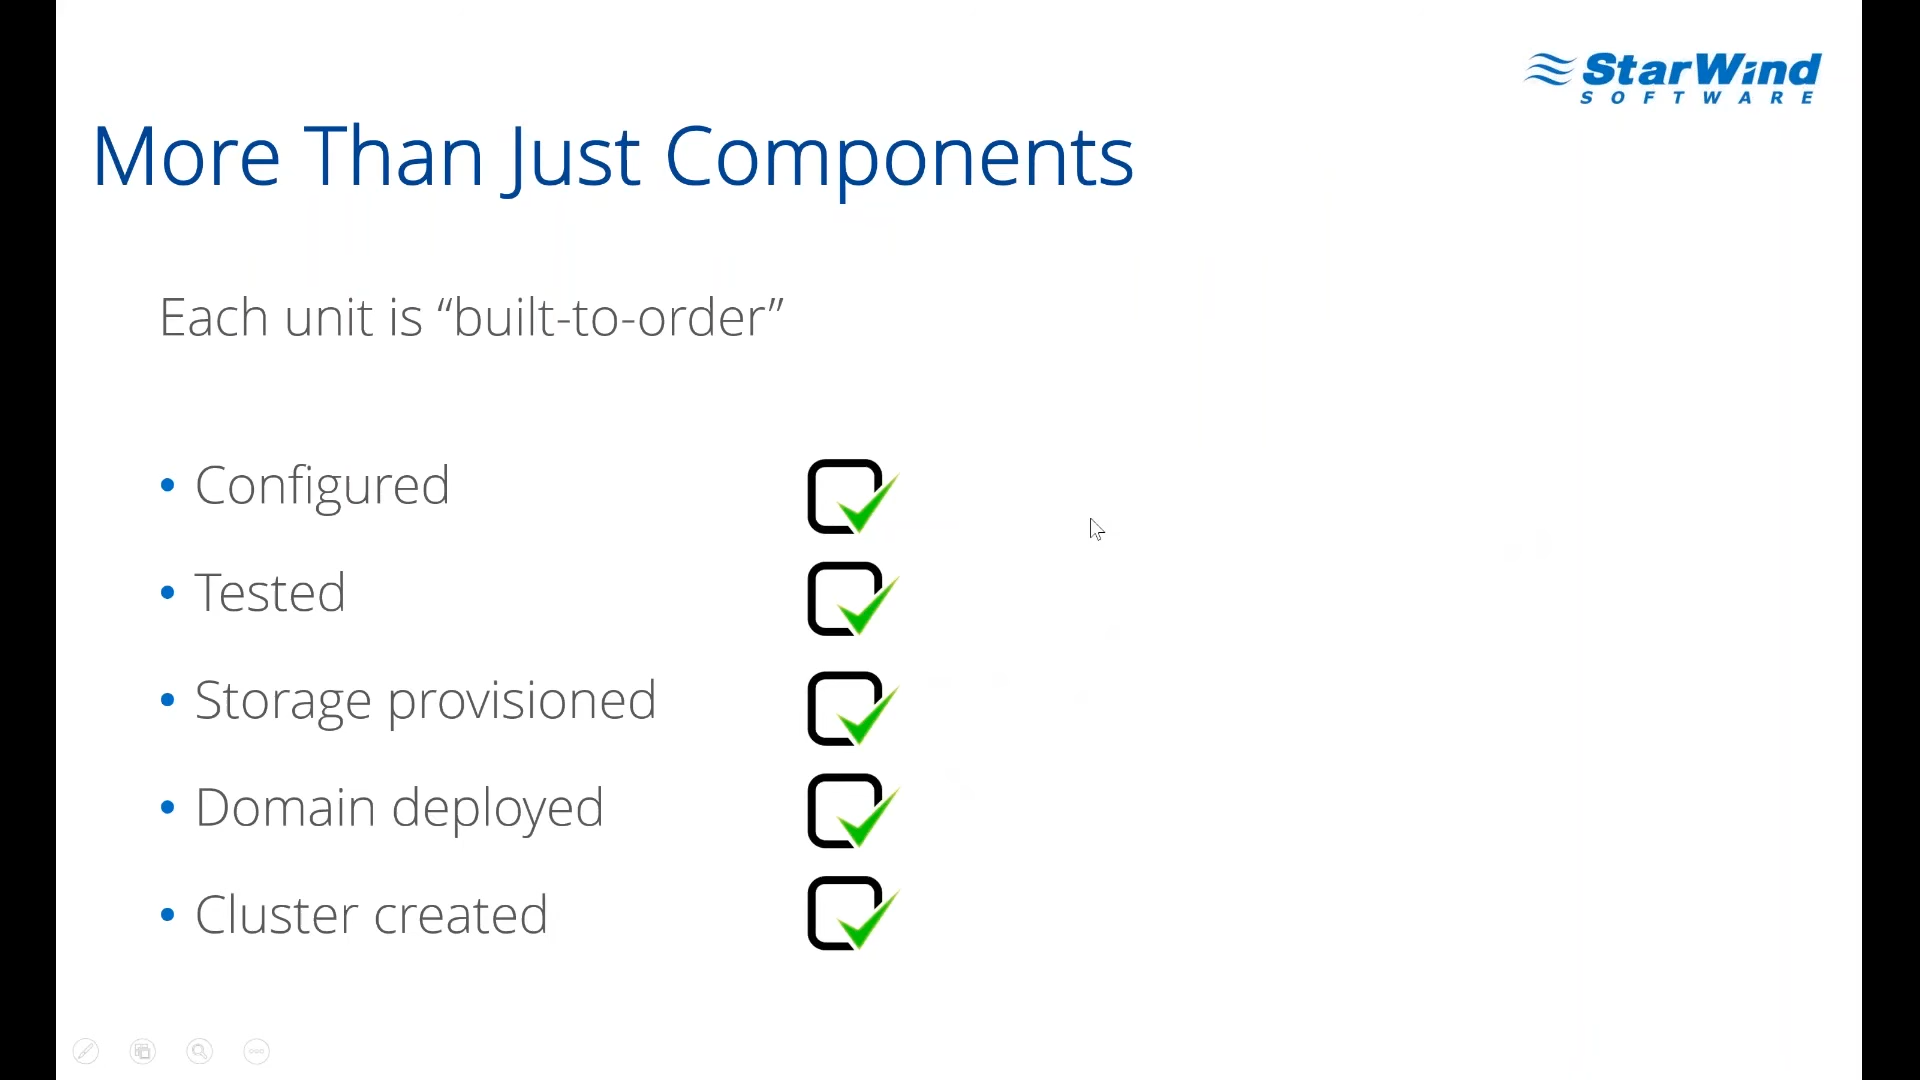 StarWind
SOFTWARE
More Than Just Components
Each unit is “built-to-order”
• Configured
• Tested
• Storage provisioned
• Domain deployed
• Cluster created